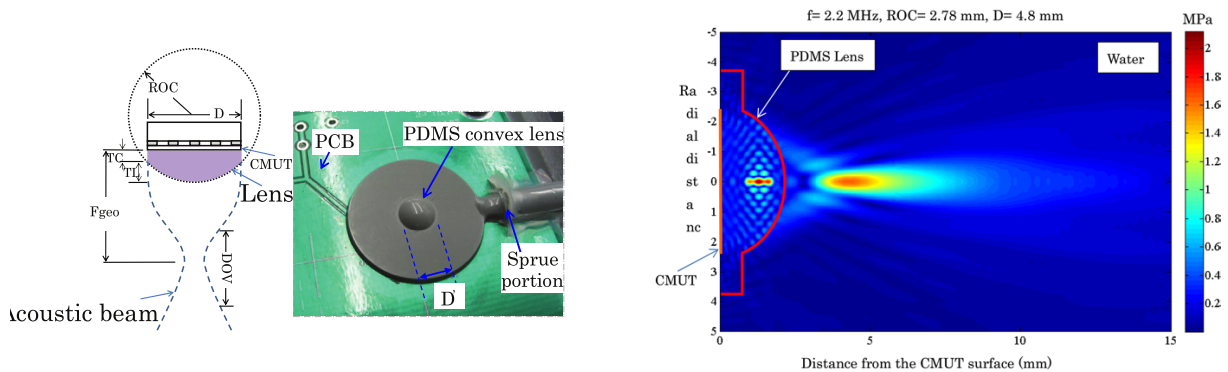 ROC
D
TC
TL
CMUT
Lens
Fgeo
DOV
Acoustic beam
PCB
PDMS convex lens
Sprue
portion
D
f= 2.2 MHz, ROC= 2.78 mm, D= 4.8 mm
MPa
PDMS Lens
Water
-5
-4
Ra -3
di -2
al -1
di
st 0
a 1
nc 2
CMUT
3
4
5
0 5 10 15
Distance from the CMUT surface (mm)
2
1.8
1.6
1.4
1.2
1
0.8
0.6
0.4
0.2